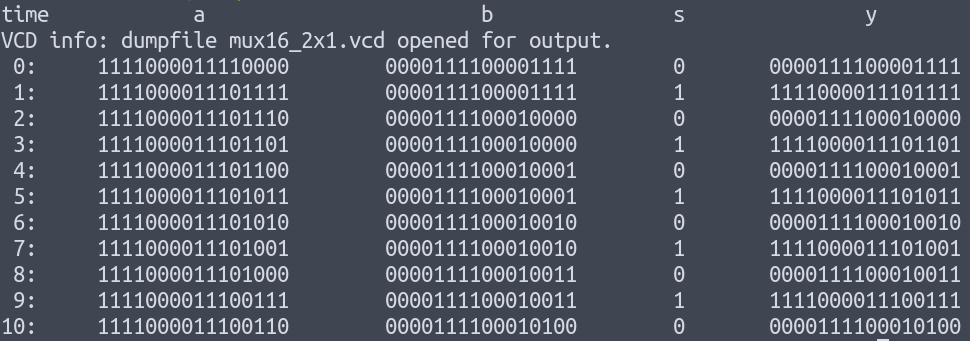 time a b s y
VCD info: dumpfile mux16_2x1.vcd opened for output.
0: 1111000011110000 0000111100001111 0 0000111100001111
1: 1111000011101111 0000111100001111 1 1111000011101111
2: 1111000011101110 0000111100010000 0 0000111100010000
3: 1111000011101101 0000111100010000 1 1111000011101101
4: 1111000011101100 0000111100010001 0 0000111100010001
5: 1111000011101011 0000111100010001 1 1111000011101011
6: 1111000011101010 0000111100010010 0 0000111100010010
7: 1111000011101001 0000111100010010 1 1111000011101001
8: 1111000011101000 0000111100010011 0 0000111100010011
9: 1111000011100111 0000111100010011 1 1111000011100111
10: 1111000011100110 0000111100010100 0 0000111100010100